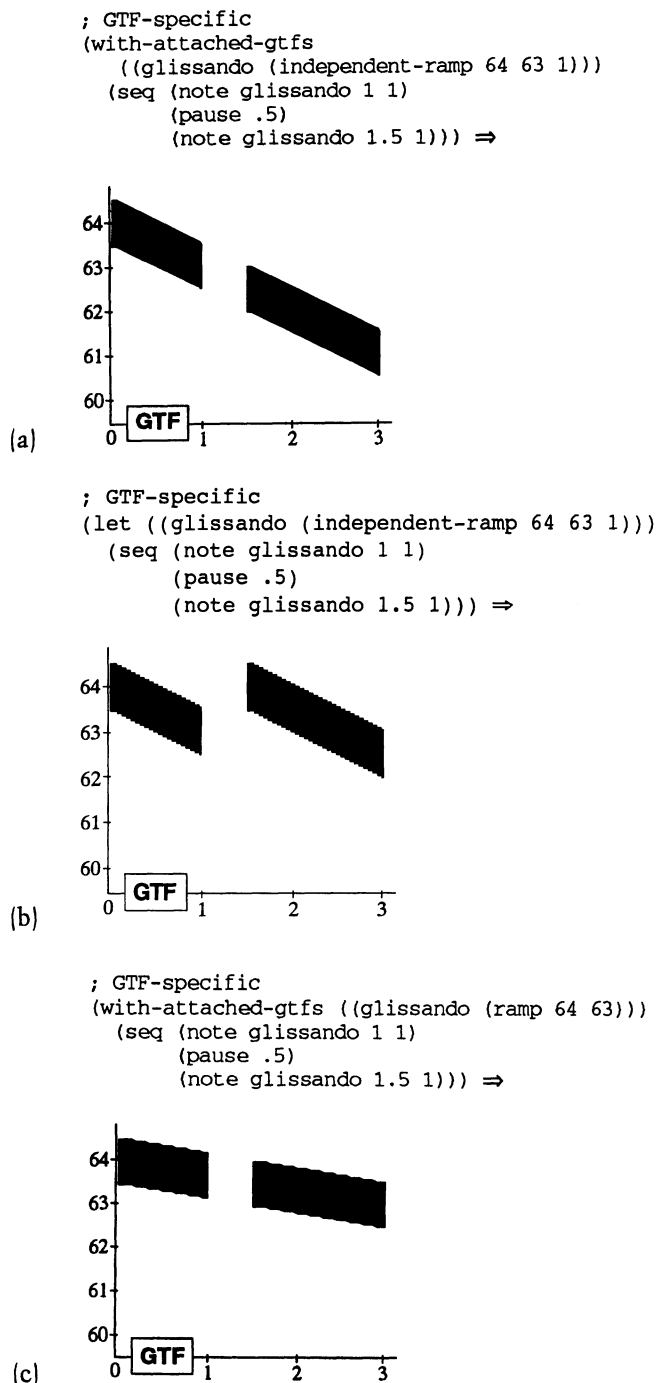 ; GTF-specific
(with-attached-gtfs
((glissando (independent-ramp 64 63 1)))
(seq (note glissando 1 1)
(pause .5)
(note glissando 1.5 1))) ⇒
64
63
62
61
60
0 GTF 1 2 3
(a)
; GTF-specific
(let ((glissando (independent-ramp 64 63 1)))
(seq (note glissando 1 1)
(pause .5)
(note glissando 1.5 1))) ⇒
64
63
62
61
60
0 GTF 1 2 3
(b)
; GTF-specific
(with-attached-gtfs ((glissando (ramp 64 63)))
(seq (note glissando 1 1)
(pause .5)
(note glissando 1.5 1))) ⇒
64
63
62
61
60
0 GTF 1 2 3
(c)